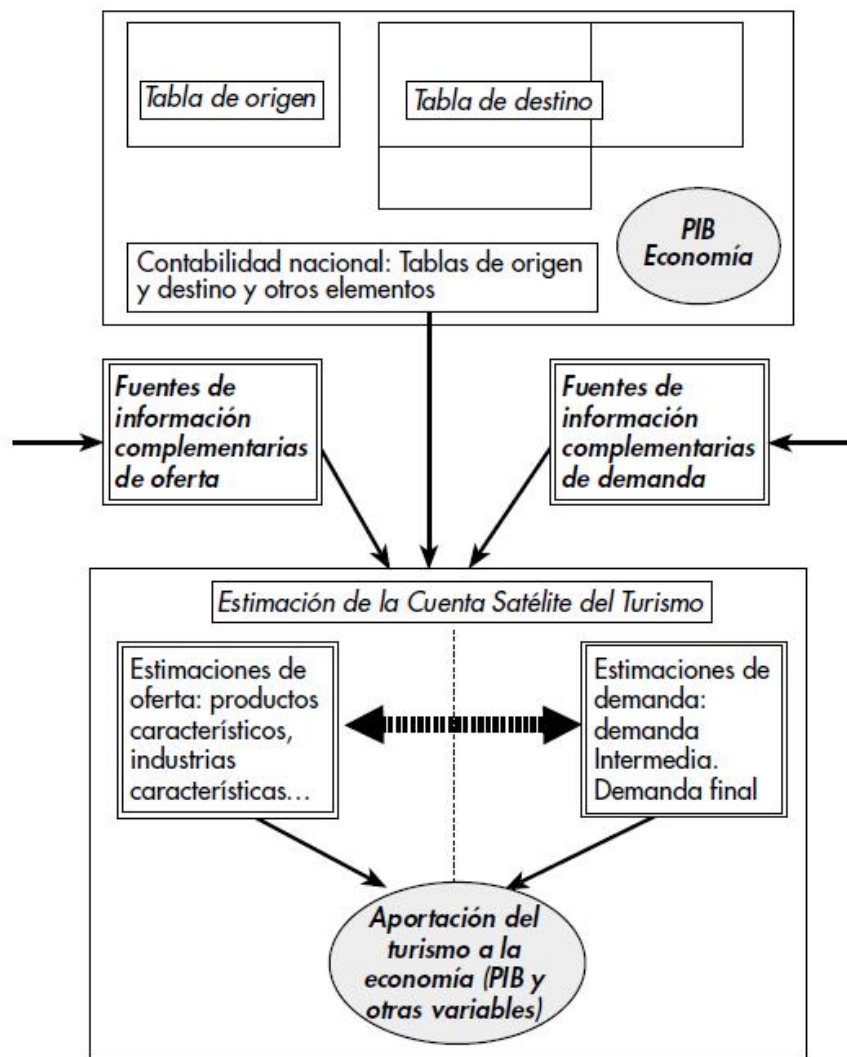 Tabla de origen
Tabla de destino
PIB
Economía
Contabilidad nacional: Tablas de origen
y destino y otros elementos
Fuentes de
información
complementarias
de oferta
Fuentes de
información
complementarias
de demanda
Estimación de la Cuenta Satélite del Turismo
Estimaciones de
oferta: productos
característicos,
industrias
características...
Estimaciones de
demanda:
demanda
Intermedia.
Demanda final
Aportación del
turismo a la
economía (PIB y
otras variables)